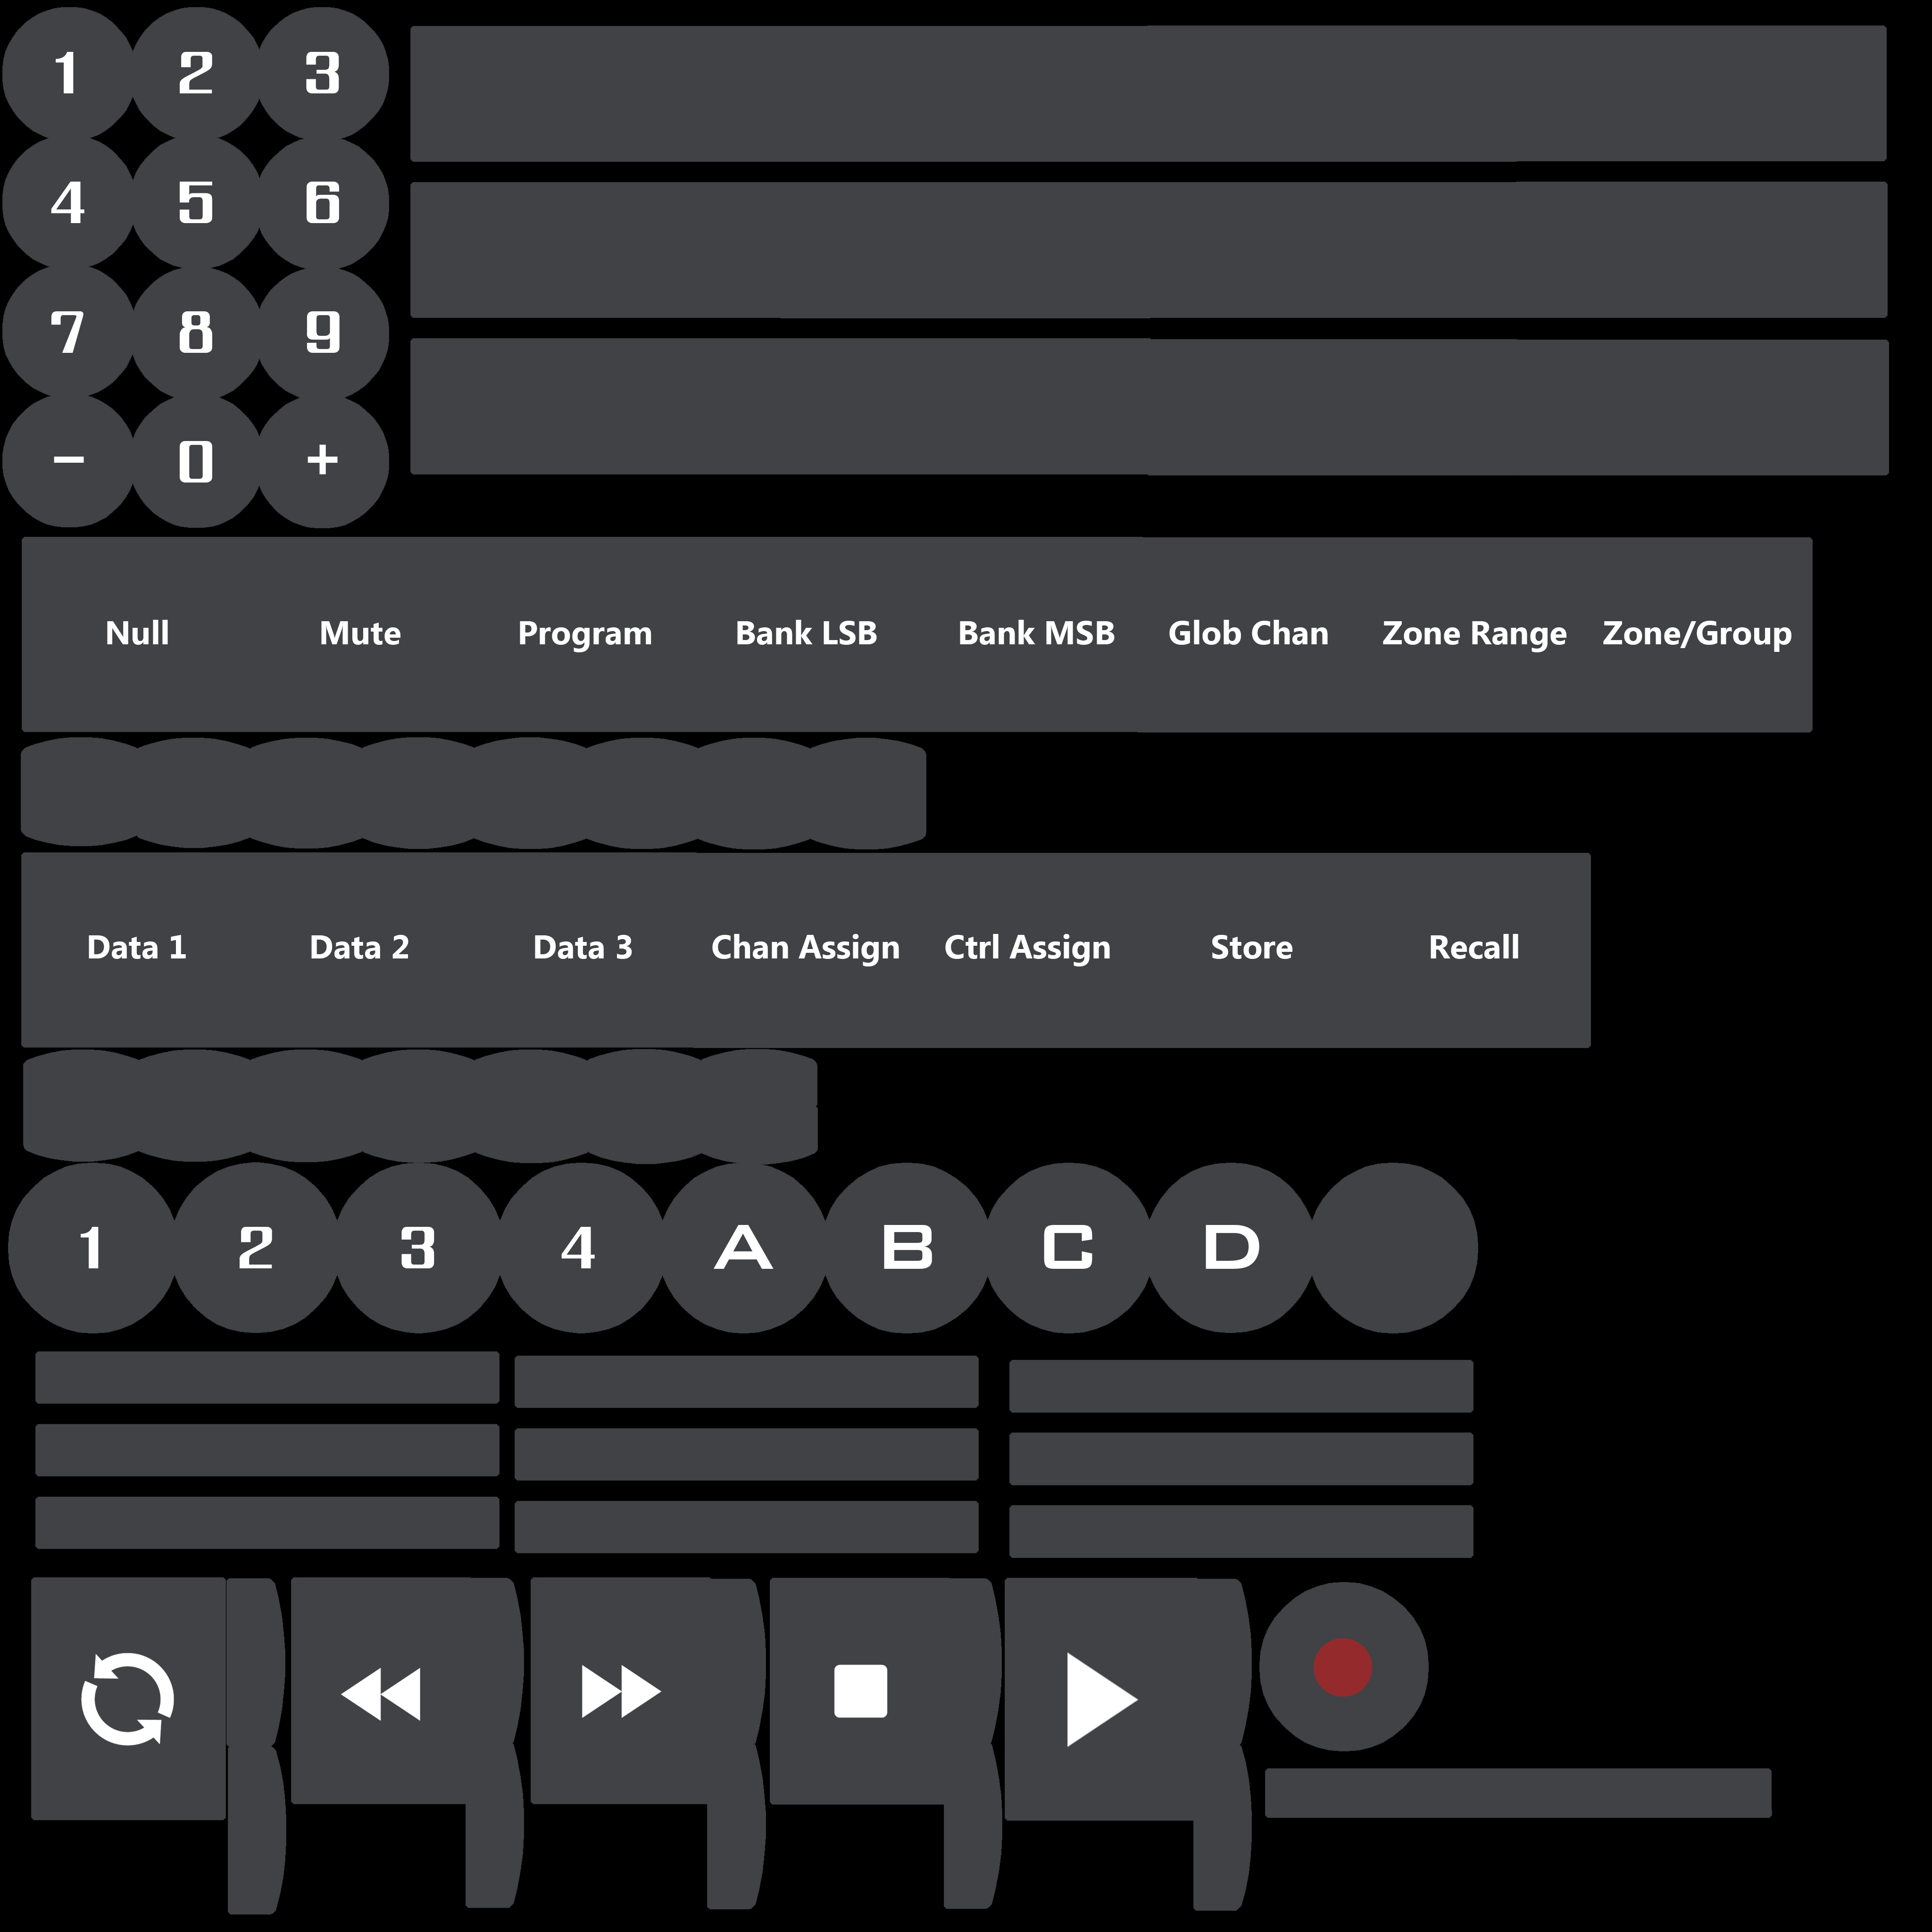 1 2 3
4 5 6
7 8 9
- 0 +
Null Mute Program Bank LSB Bank MSB Glob Chan Zone Range Zone/Group
Data 1 Data 2 Data 3 Chan Assign Ctrl Assign Store Recall
1 2 3 4 A B C D